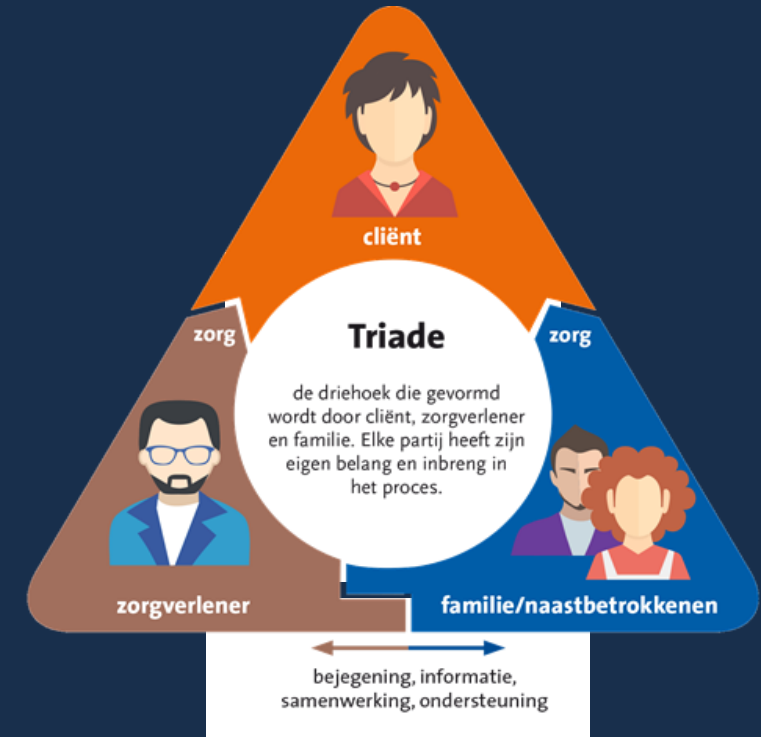 cliënt
zorg
zorg
Triade
de driehoek die gevormd
wordt door cliënt, zorgverlener
en familie. Elke partij heeft zijn
eigen belang en inbreng in
het proces.
zorgverlener
familie/naastbetrokkenen
bejegening, informatie,
samenwerking, ondersteuning